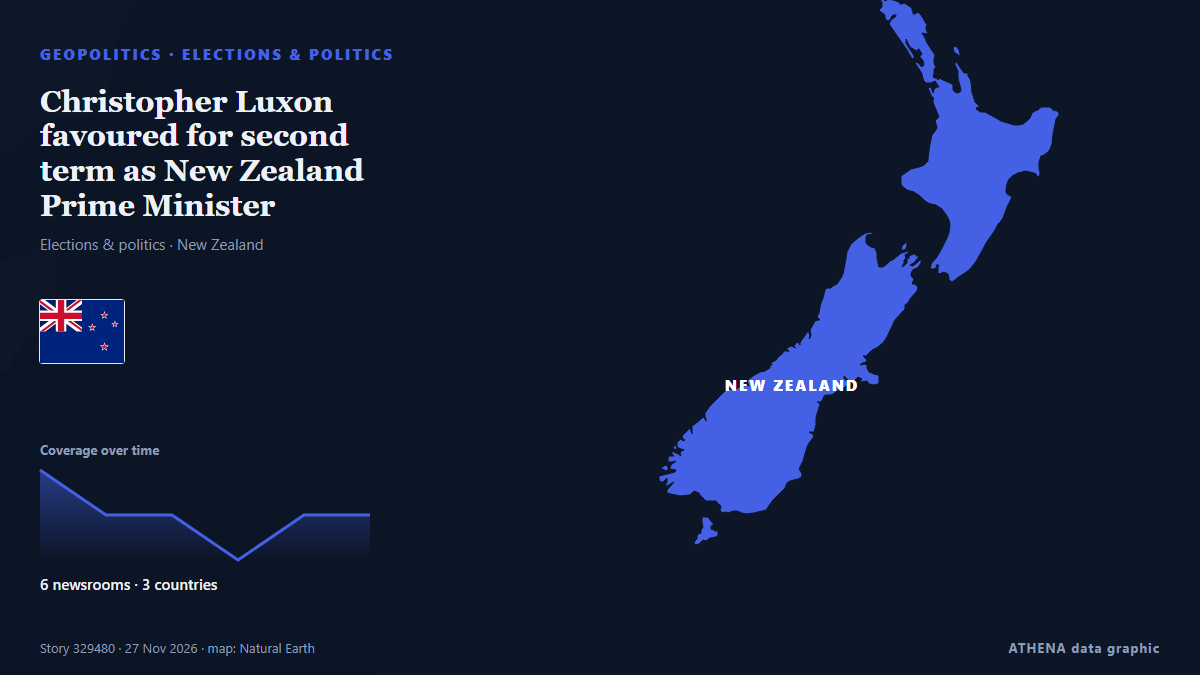 GEOPOLITICS · ELECTIONS & POLITICS
Christopher Luxon
favoured for second
term as New Zealand
Prime Minister
Elections & politics · New Zealand
NEW ZEALAND
Coverage over time
6 newsrooms · 3 countries
Story 329480 · 27 Nov 2026 · map: Natural Earth
ATHENA data graphic